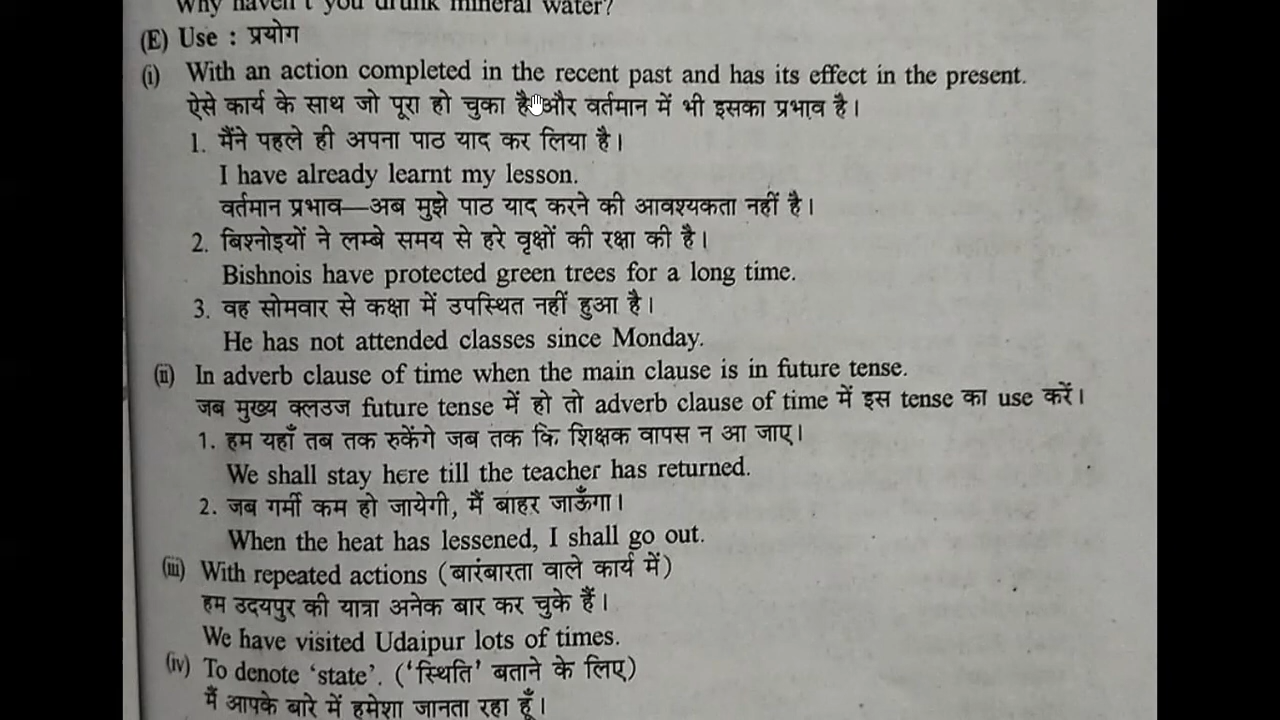 Why haven't you drunk mineral water?
(E) Use : प्रयोग
(i) With an action completed in the recent past and has its effect in the present.
ऐसे कार्य के साथ जो पूरा हो चुका है और वर्तमान में भी इसका प्रभाव है।
1. मैंने पहले ही अपना पाठ याद कर लिया है।
I have already learnt my lesson.
वर्तमान प्रभाव—अब मुझे पाठ याद करने की आवश्यकता नहीं है।
2. बिश्नोइयों ने लम्बे समय से हरे वृक्षों की रक्षा की है।
Bishnois have protected green trees for a long time.
3. वह सोमवार से कक्षा में उपस्थित नहीं हुआ है।
He has not attended classes since Monday.
(ii) In adverb clause of time when the main clause is in future tense.
जब मुख्य क्लउज future tense में हो तो adverb clause of time में इस tense का use करें।
1. हम यहाँ तब तक रुकेंगे जब तक कि शिक्षक वापस न आ जाए।
We shall stay here till the teacher has returned.
2. जब गर्मी कम हो जायेगी, मैं बाहर जाऊँगा।
When the heat has lessened, I shall go out.
(iii) With repeated actions (बारंबारता वाले कार्य में)
हम उदयपुर की यात्रा अनेक बार कर चुके हैं।
We have visited Udaipur lots of times.
(iv) To denote ‘state’. (‘स्थिति’ बताने के लिए)
मैं आपके बारे में हमेशा जानता रहा हूँ।